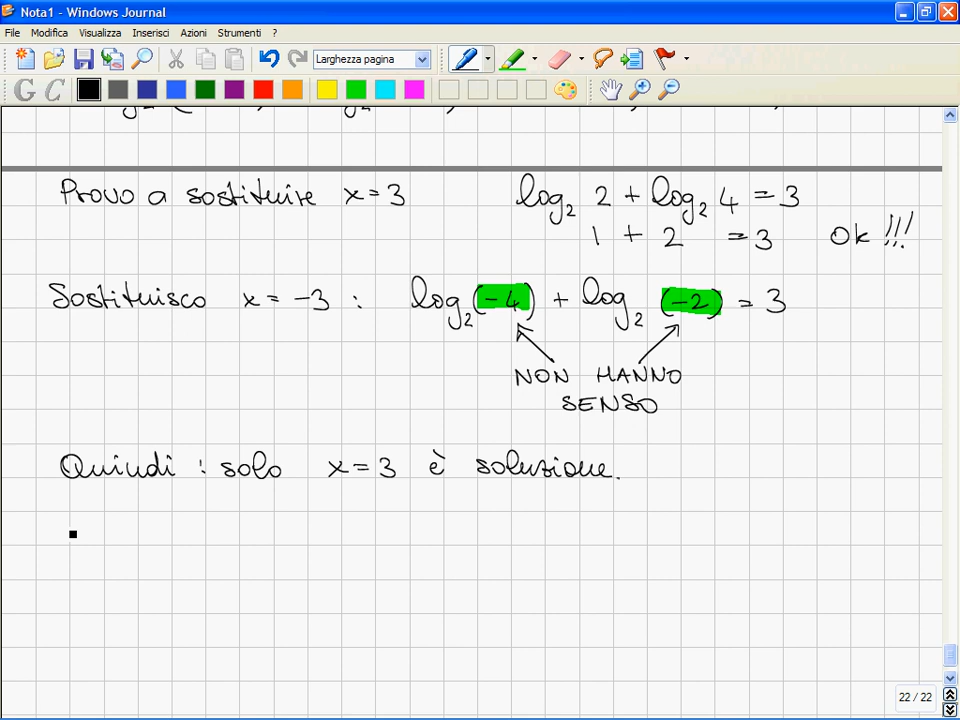 Nota1 - Windows Journal
File Modifica Visualizza Inserisci Azioni Strumenti ?
Larghezza pagina
G C
Provo a sostituire x=3 log₂ 2 + log₂ 4 = 3
1 + 2 = 3 Ok !!!
Sostituisco x = -3 : log₂(-4) + log₂ (-2) = 3
NON HANNO
SENSO
Quindi : solo x=3 è soluzione.
22 / 22